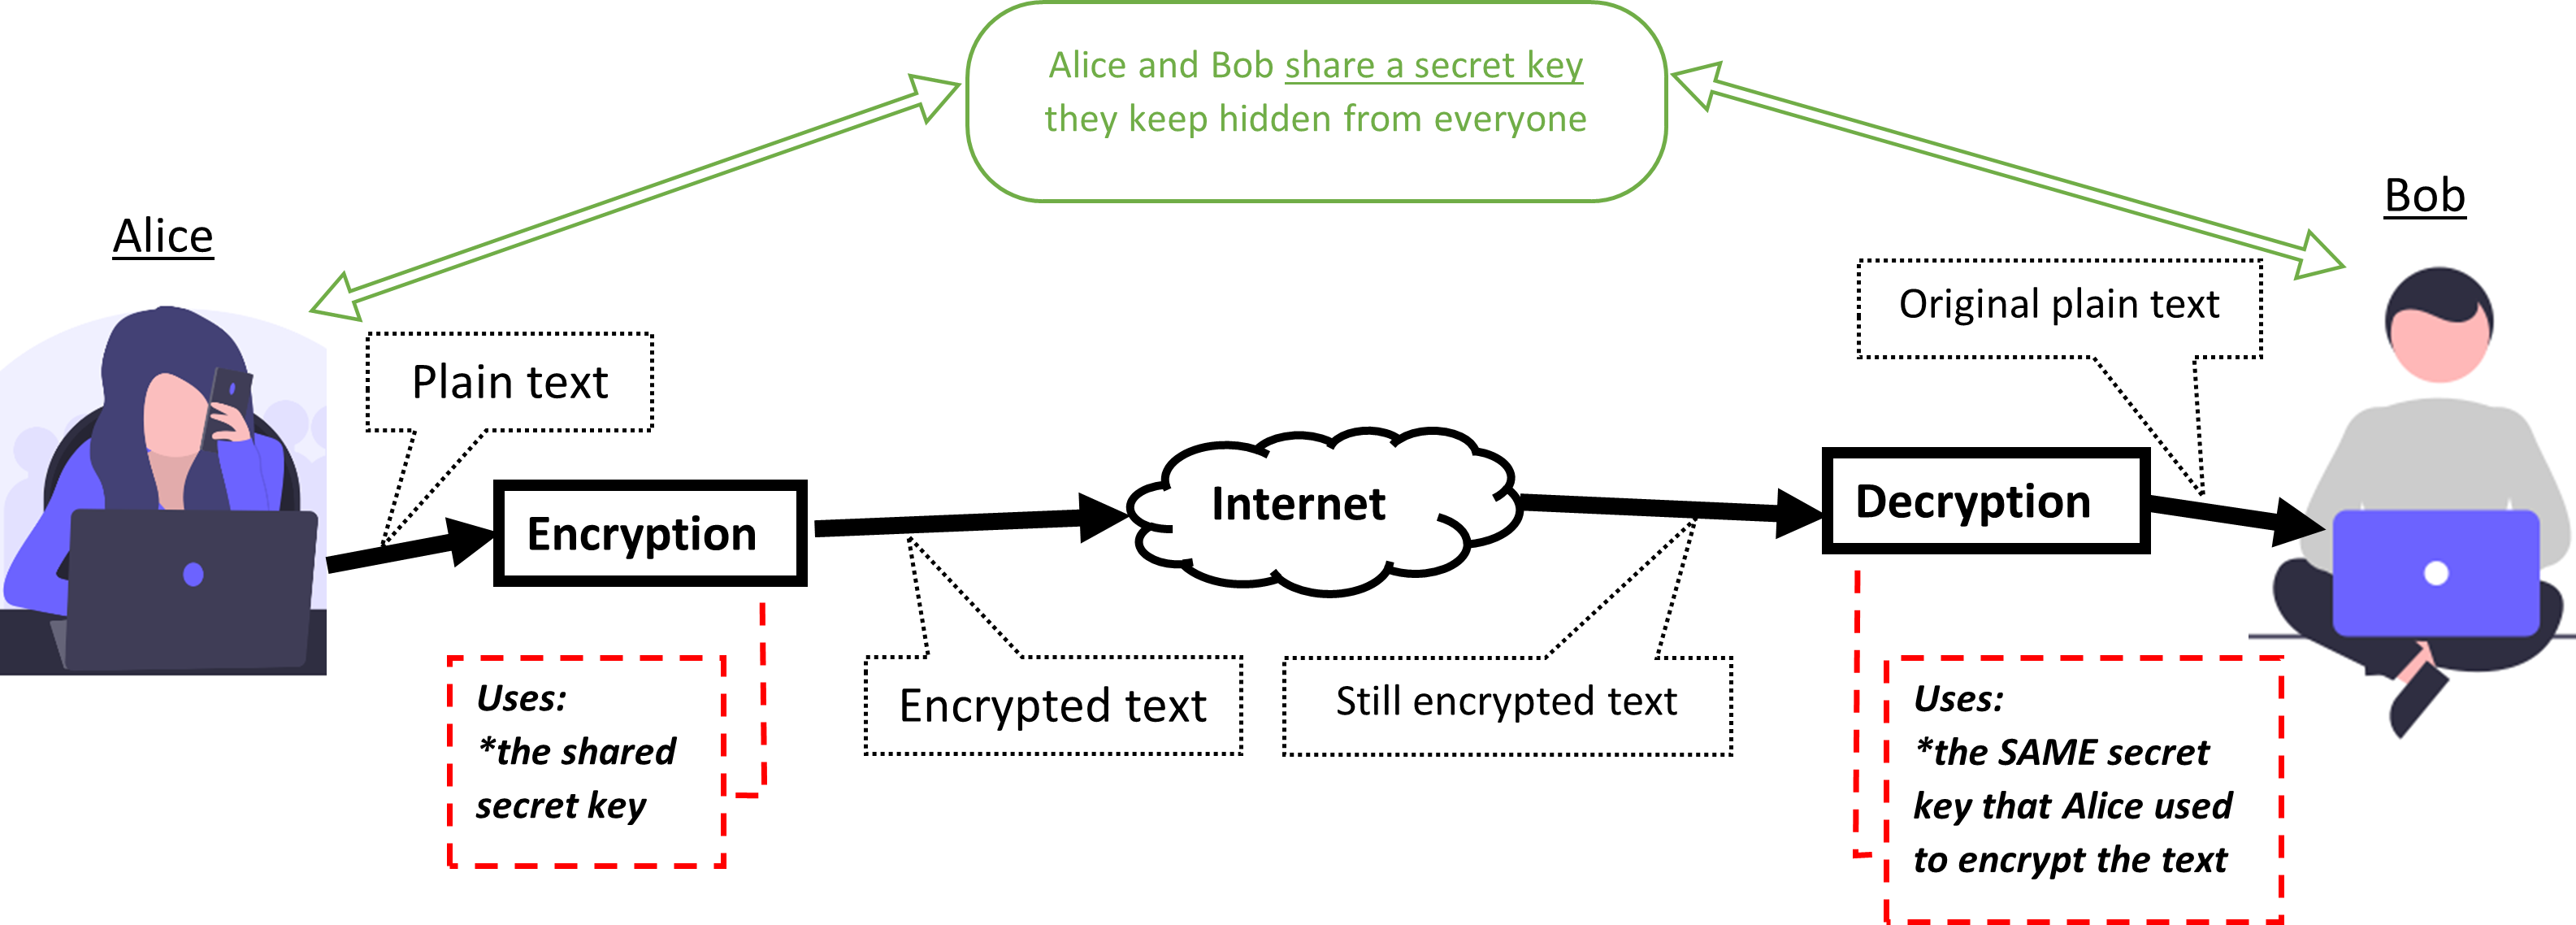 Alice and Bob share a secret key
they keep hidden from everyone
Alice
Bob
Plain text
Original plain text
Encryption
Internet
Decryption
Encrypted text
Still encrypted text
Uses:
*the shared
secret key
Uses:
*the SAME secret
key that Alice used
to encrypt the text